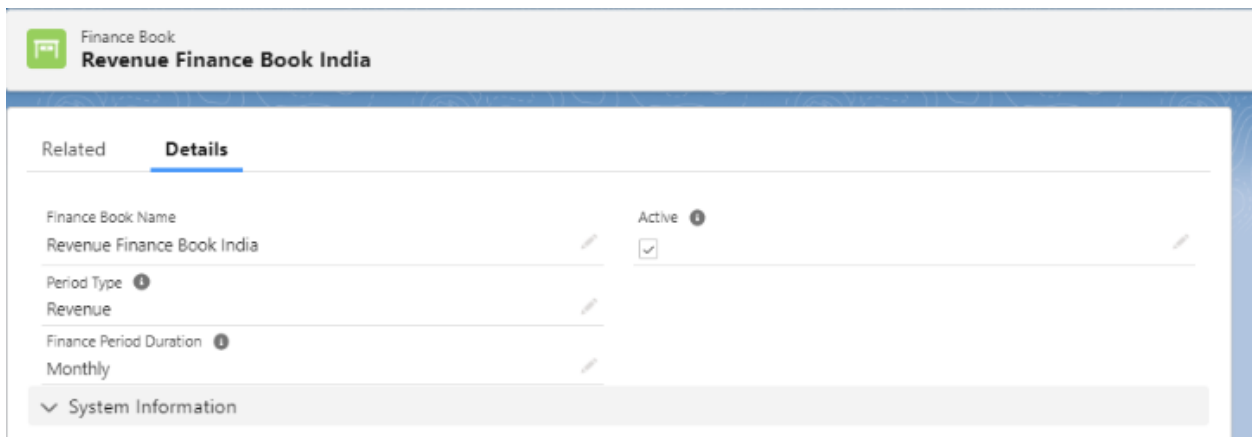 Finance Book
Revenue Finance Book India
Related Details
Finance Book Name
Revenue Finance Book India
Active
Period Type
Revenue
Finance Period Duration
Monthly
System Information